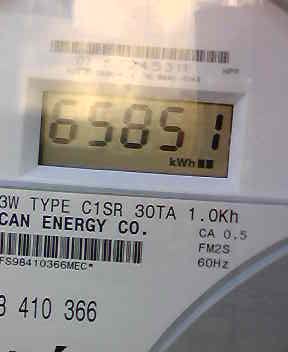 65851
kWh
3W TYPE C1SR 30TA 1.0Kh
CAN ENERGY CO.
CA 0.5
FM2S
60Hz
FS98410366MEC*
8 410 366